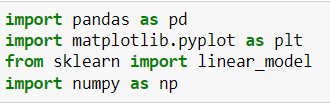 import pandas as pd
import matplotlib.pyplot as plt
from sklearn import linear_model
import numpy as np